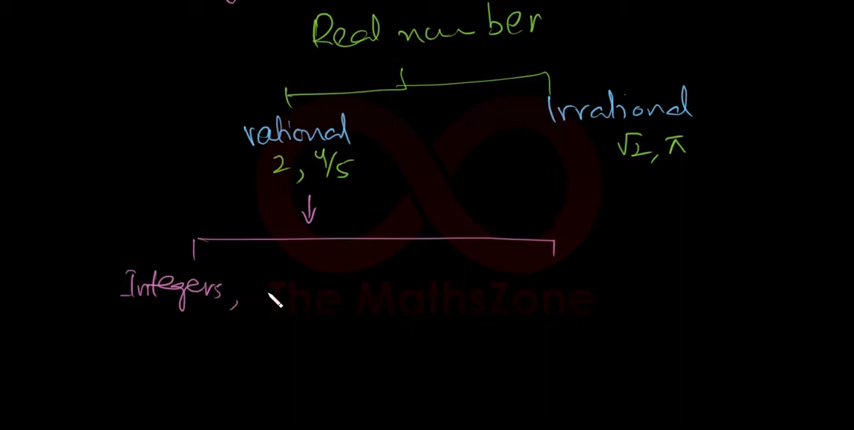 Real number
rational
Irrational
2, 4/5
√2, π
Integers,
The MathsZone